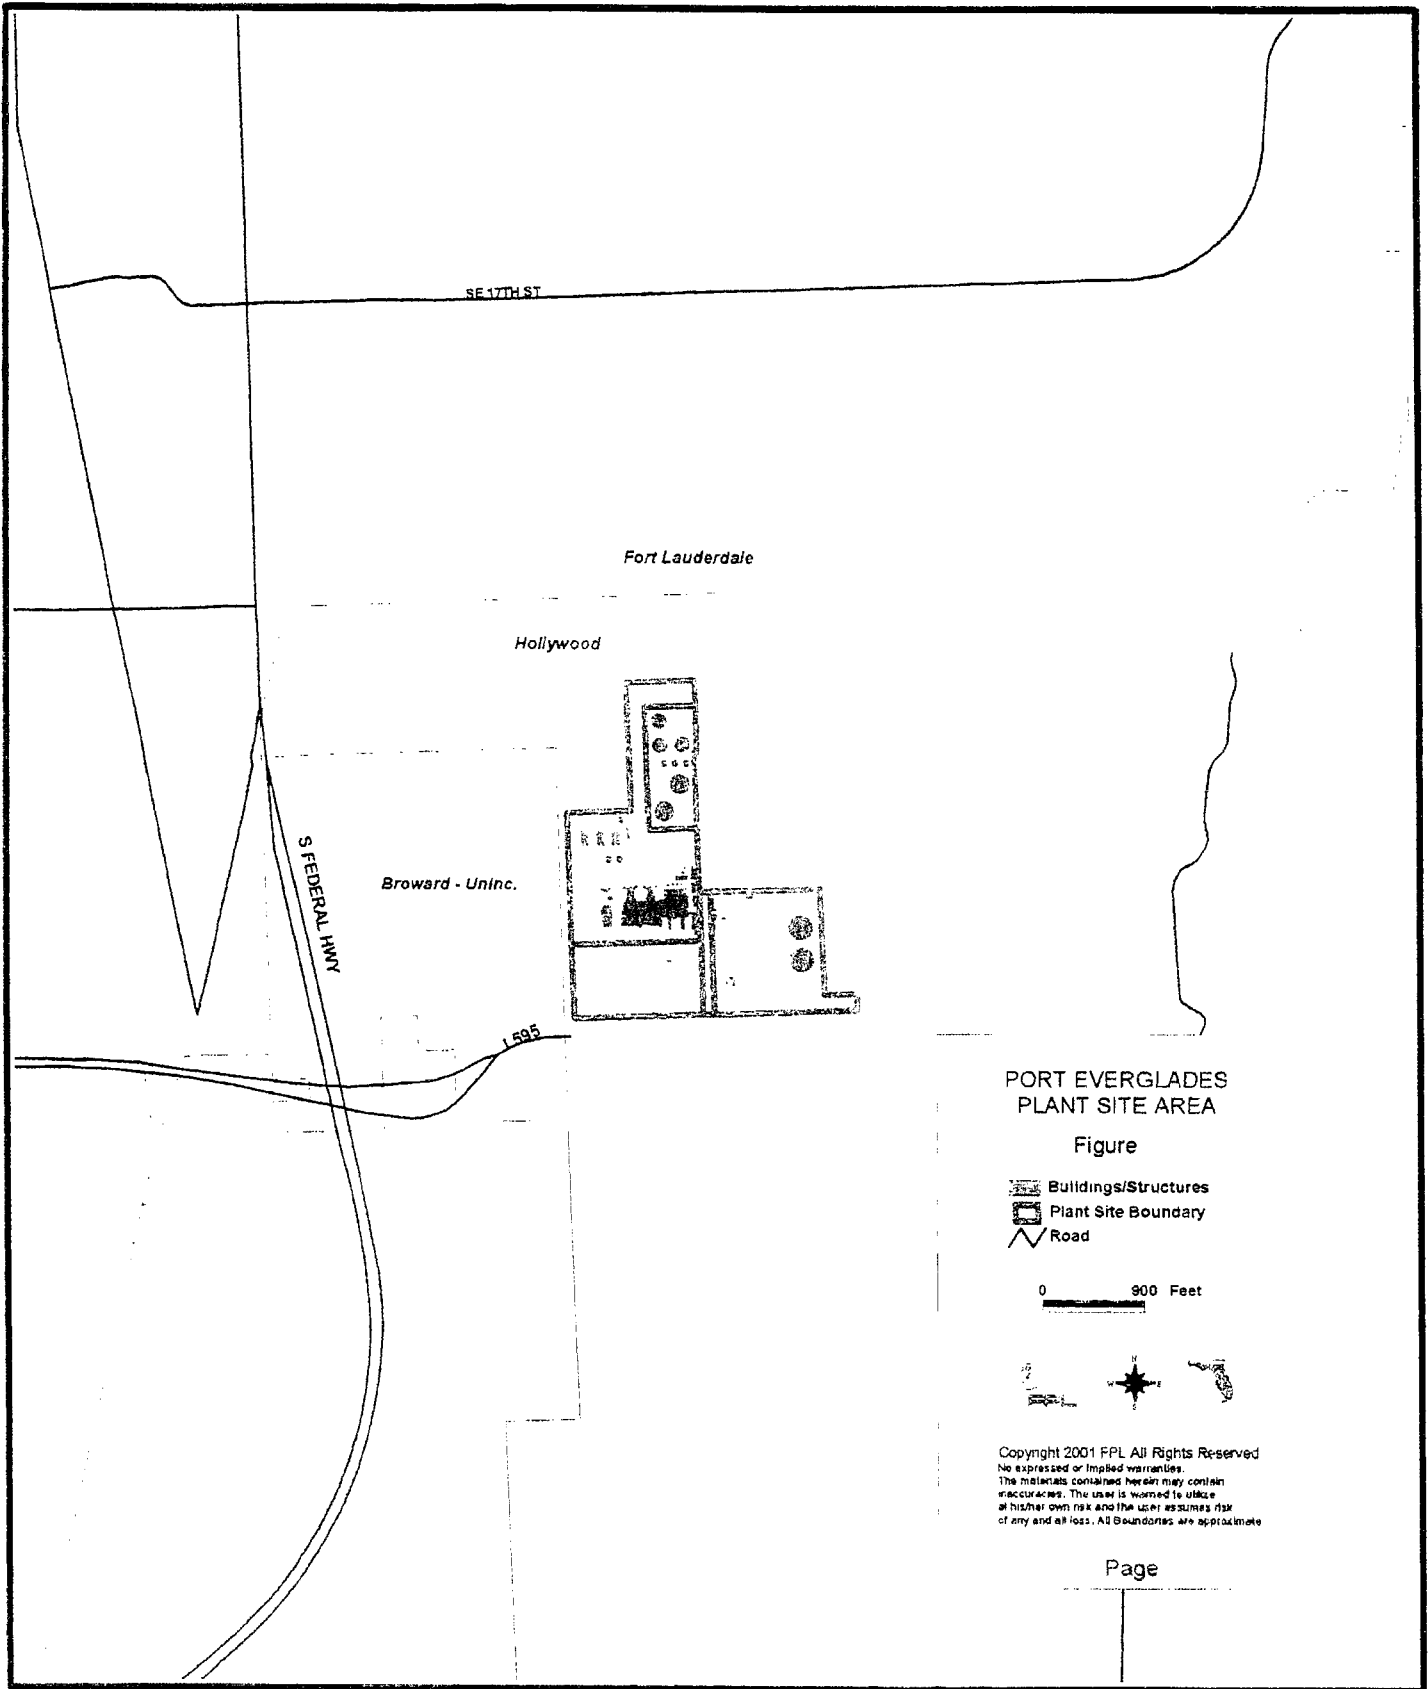 SE 17TH ST
Fort Lauderdale
Hollywood
S FEDERAL HWY
Broward - Uninc.
I 595
PORT EVERGLADES
PLANT SITE AREA
Figure
Buildings/Structures
Plant Site Boundary
Road
0 900 Feet
N
W E
S
Copyright 2001 FPL All Rights Reserved
No expressed or implied warranties.
The materials contained herein may contain
inaccuracies. The user is warned to utilize
at his/her own risk and the user assumes risk
of any and all loss. All Boundaries are approximate
Page